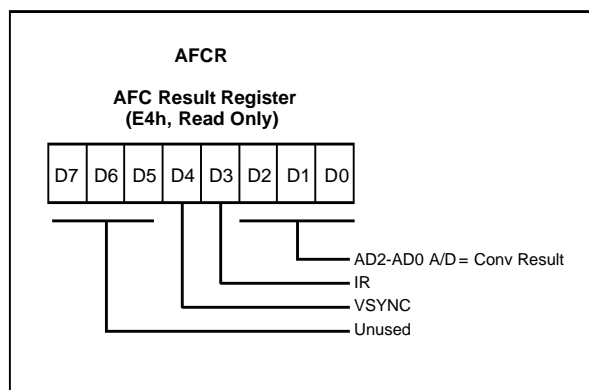 AFCR
AFC Result Register
(E4h, Read Only)
D7 D6 D5 D4 D3 D2 D1 D0
AD2-AD0 A/D= Conv Result
IR
VSYNC
Unused